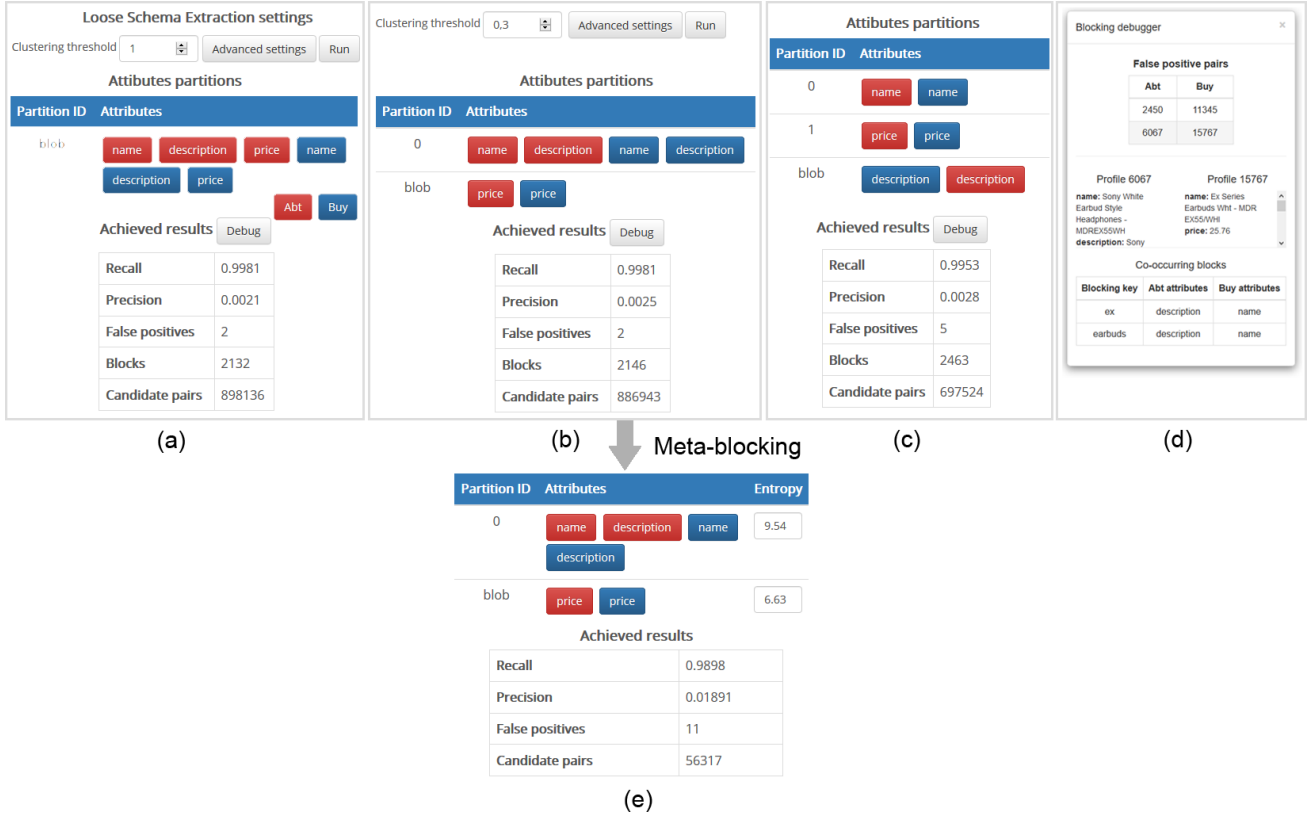 Loose Schema Extraction settings
Clustering threshold 1 Advanced settings Run
Attibutes partitions
Partition ID Attributes
blob name description price name
description price
Abt Buy
Achieved results Debug
Recall 0.9981
Precision 0.0021
False positives 2
Blocks 2132
Candidate pairs 898136
(a)
Clustering threshold 0,3 Advanced settings Run
Attibutes partitions
Partition ID Attributes
0 name description name description
blob price price
Achieved results Debug
Recall 0.9981
Precision 0.0025
False positives 2
Blocks 2146
Candidate pairs 886943
(b)
Attibutes partitions
Partition ID Attributes
0 name name
1 price price
blob description description
Achieved results Debug
Recall 0.9953
Precision 0.0028
False positives 5
Blocks 2463
Candidate pairs 697524
(c)
Blocking debugger ×
False positive pairs
Abt Buy
2450 11345
6067 15767
Profile 6067
name: Sony White
Earbud Style
Headphones -
MDREX55WH
description: Sony
Profile 15767
name: Ex Series
Earbuds Wht - MDR
EX55/WHI
price: 25.76
Co-occurring blocks
Blocking key Abt attributes Buy attributes
ex description name
earbuds description name
(d)
Meta-blocking
Partition ID Attributes Entropy
0 name description name 9.54
description
blob price price 6.63
Achieved results
Recall 0.9898
Precision 0.01891
False positives 11
Candidate pairs 56317
(e)